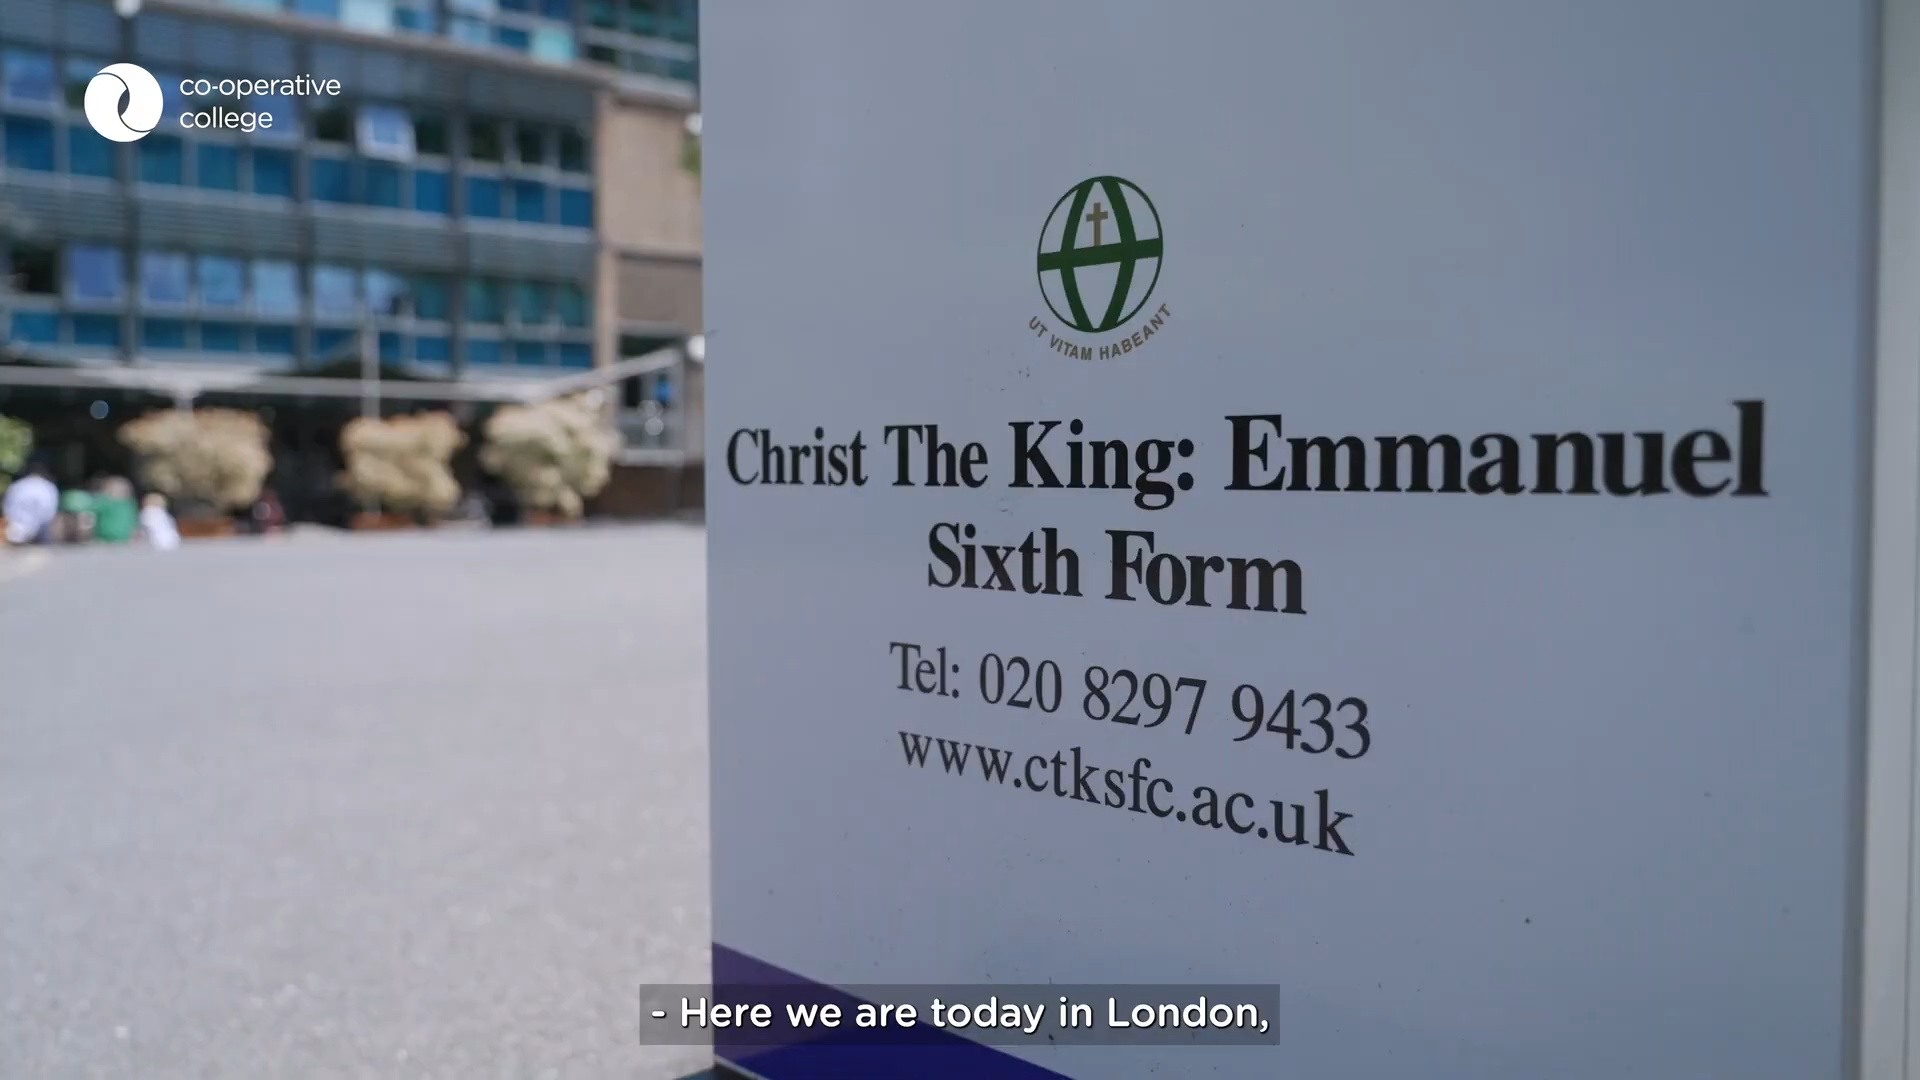 co-operative
college
UT VITAM HABEANT
Christ The King: Emmanuel
Sixth Form
Tel: 020 8297 9433
www.ctksfc.ac.uk
- Here we are today in London,